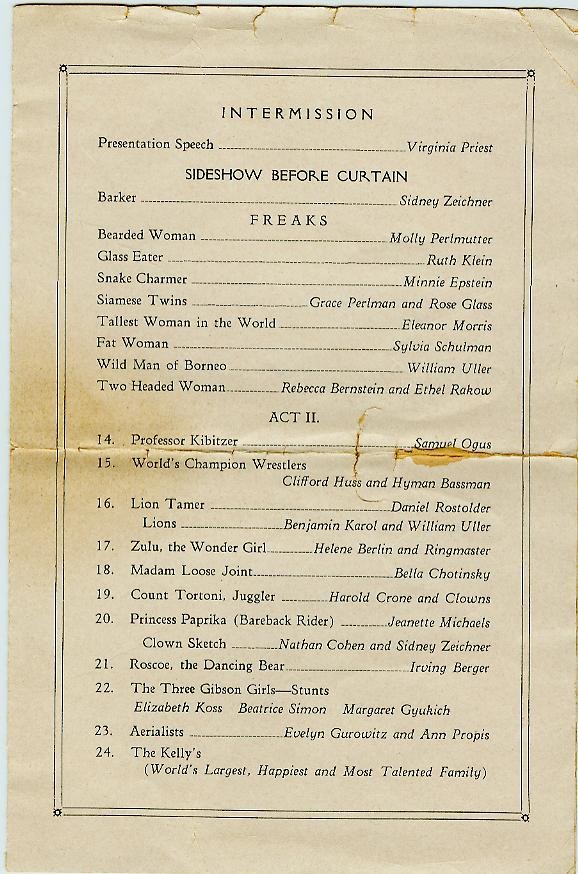 INTERMISSION
Presentation Speech Virginia Priest
SIDESHOW BEFORE CURTAIN
Barker Sidney Zeichner
FREAKS
Bearded Woman Molly Perlmutter
Glass Eater Ruth Klein
Snake Charmer Minnie Epstein
Siamese Twins Grace Perlman and Rose Glass
Tallest Woman in the World Eleanor Morris
Fat Woman Sylvia Schulman
Wild Man of Borneo William Uller
Two Headed Woman Rebecca Bernstein and Ethel Rakow
ACT II.
14. Professor Kibitzer Samuel Ogus
15. World's Champion Wrestlers
Clifford Huss and Hyman Bassman
16. Lion Tamer Daniel Rostolder
Lions Benjamin Karol and William Uller
17. Zulu, the Wonder Girl Helene Berlin and Ringmaster
18. Madam Loose Joint Bella Chotinsky
19. Count Tortoni, Juggler Harold Crone and Clowns
20. Princess Paprika (Bareback Rider) Jeanette Michaels
Clown Sketch Nathan Cohen and Sidney Zeichner
21. Roscoe, the Dancing Bear Irving Berger
22. The Three Gibson Girls—Stunts
Elizabeth Koss Beatrice Simon Margaret Gyukich
23. Aerialists Evelyn Gurowitz and Ann Propis
24. The Kelly's
(World's Largest, Happiest and Most Talented Family)